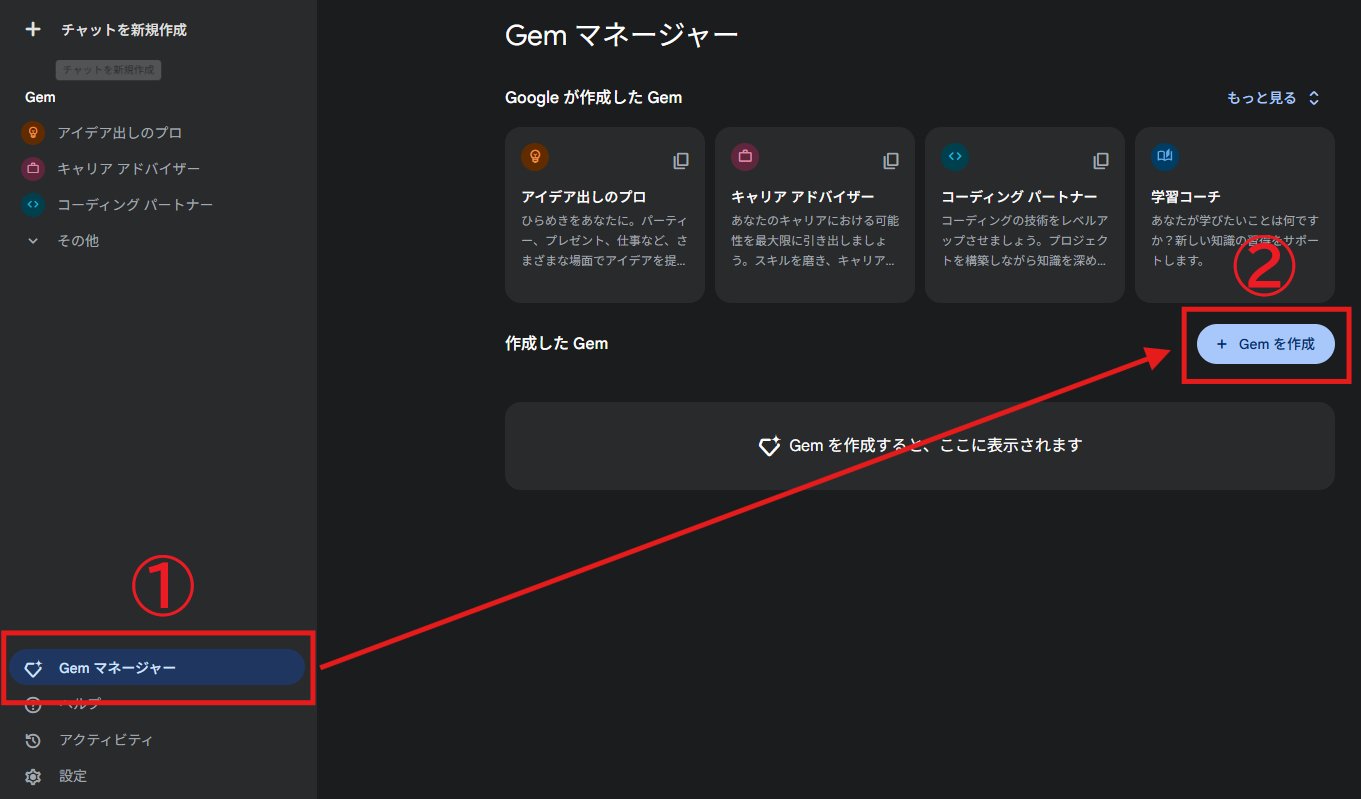 チャットを新規作成
チャットを新規作成
Gem
アイデア出しのプロ
キャリア アドバイザー
コーディング パートナー
その他
①
Gem マネージャー
ヘルプ
アクティビティ
設定
Gem マネージャー
Google が作成した Gem
もっと見る
アイデア出しのプロ
ひらめきをあなたに。パーティ
ー、プレゼント、仕事など、さ
まざまな場面でアイデアを提...
キャリア アドバイザー
あなたのキャリアにおける可能
性を最大限に引き出しましょ
う。スキルを磨き、キャリア...
コーディング パートナー
コーディングの技術をレベルア
ップさせましょう。プロジェク
トを構築しながら知識を深め...
学習コーチ
あなたが学びたいことは何です
か？新しい知識の習得をサポー
トします。
②
作成した Gem
+ Gem を作成
Gem を作成すると、ここに表示されます